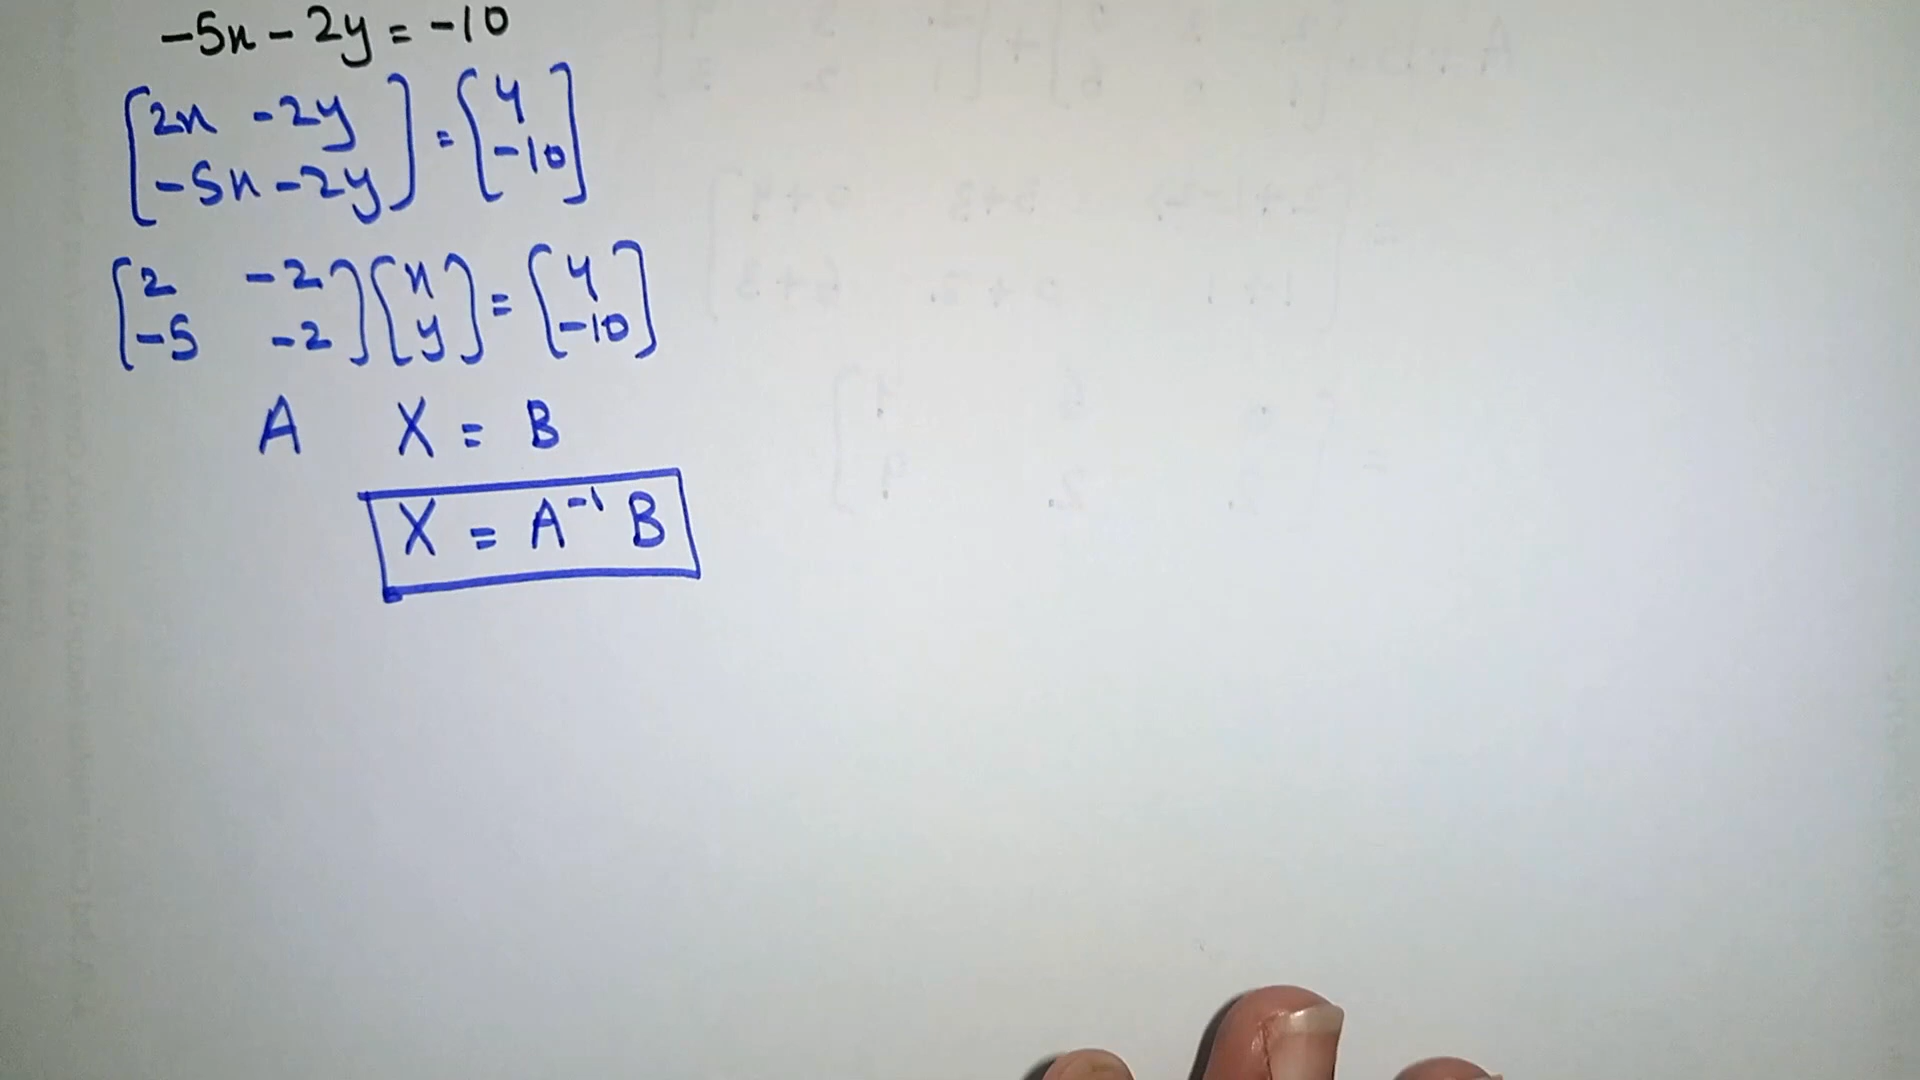 -5x - 2y = -10
[2x -2y
-5x -2y] = [4
-10]
[2 -2
-5 -2][x
y] = [4
-10]
A X = B
X = A⁻¹ B